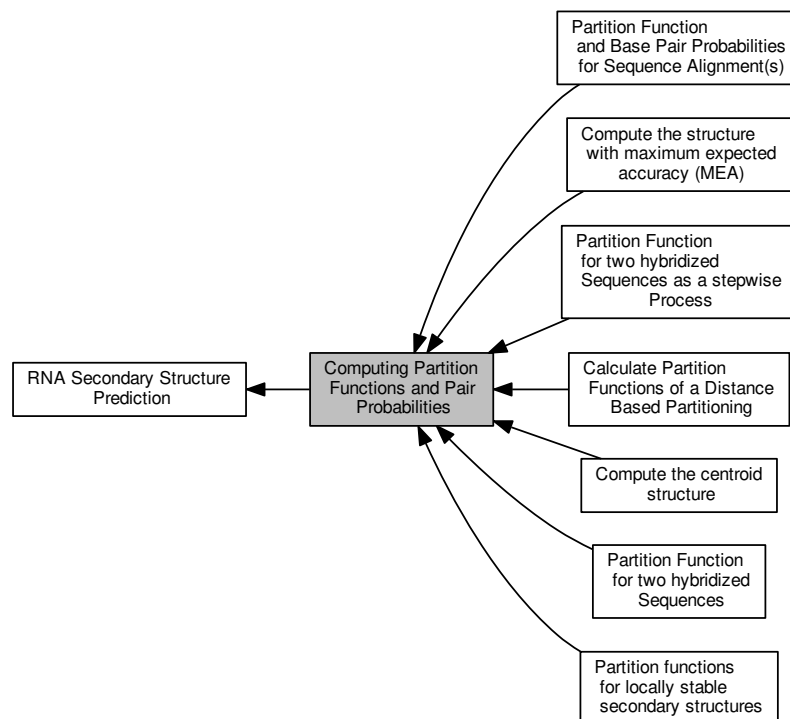 Partition Function
and Base Pair Probabilities
for Sequence Alignment(s)
Compute the structure
with maximum expected
accuracy (MEA)
Partition Function
for two hybridized
Sequences as a stepwise
Process
RNA Secondary Structure
Prediction
Computing Partition
Functions and Pair
Probabilities
Calculate Partition
Functions of a Distance
Based Partitioning
Compute the centroid
structure
Partition Function
for two hybridized
Sequences
Partition functions
for locally stable
secondary structures